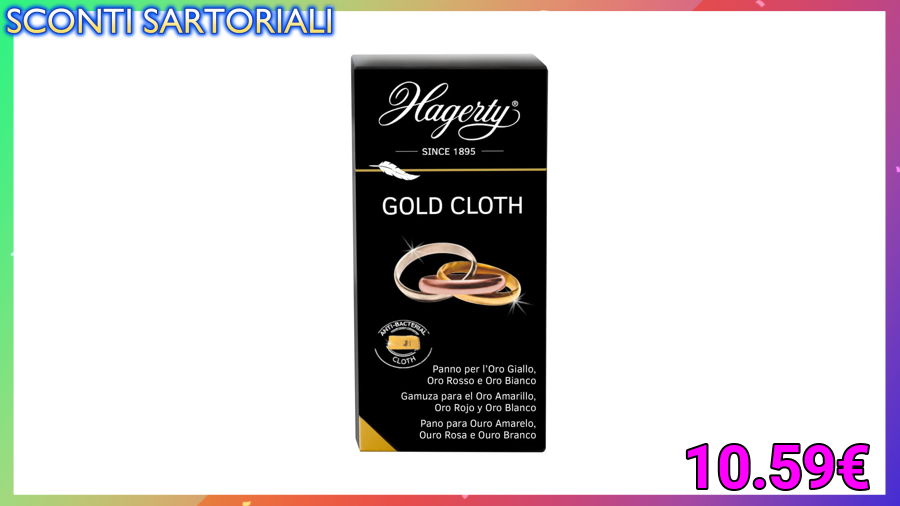 SCONTI SARTORIALI
Hagerty®
SINCE 1895
GOLD CLOTH
ANTI-BACTERIAL
CLOTH
Panno per l'Oro Giallo,
Oro Rosso e Oro Bianco
Gamuza para el Oro Amarillo,
Oro Rojo y Oro Blanco
Pano para Ouro Amarelo,
Ouro Rosa e Ouro Branco
10.59€